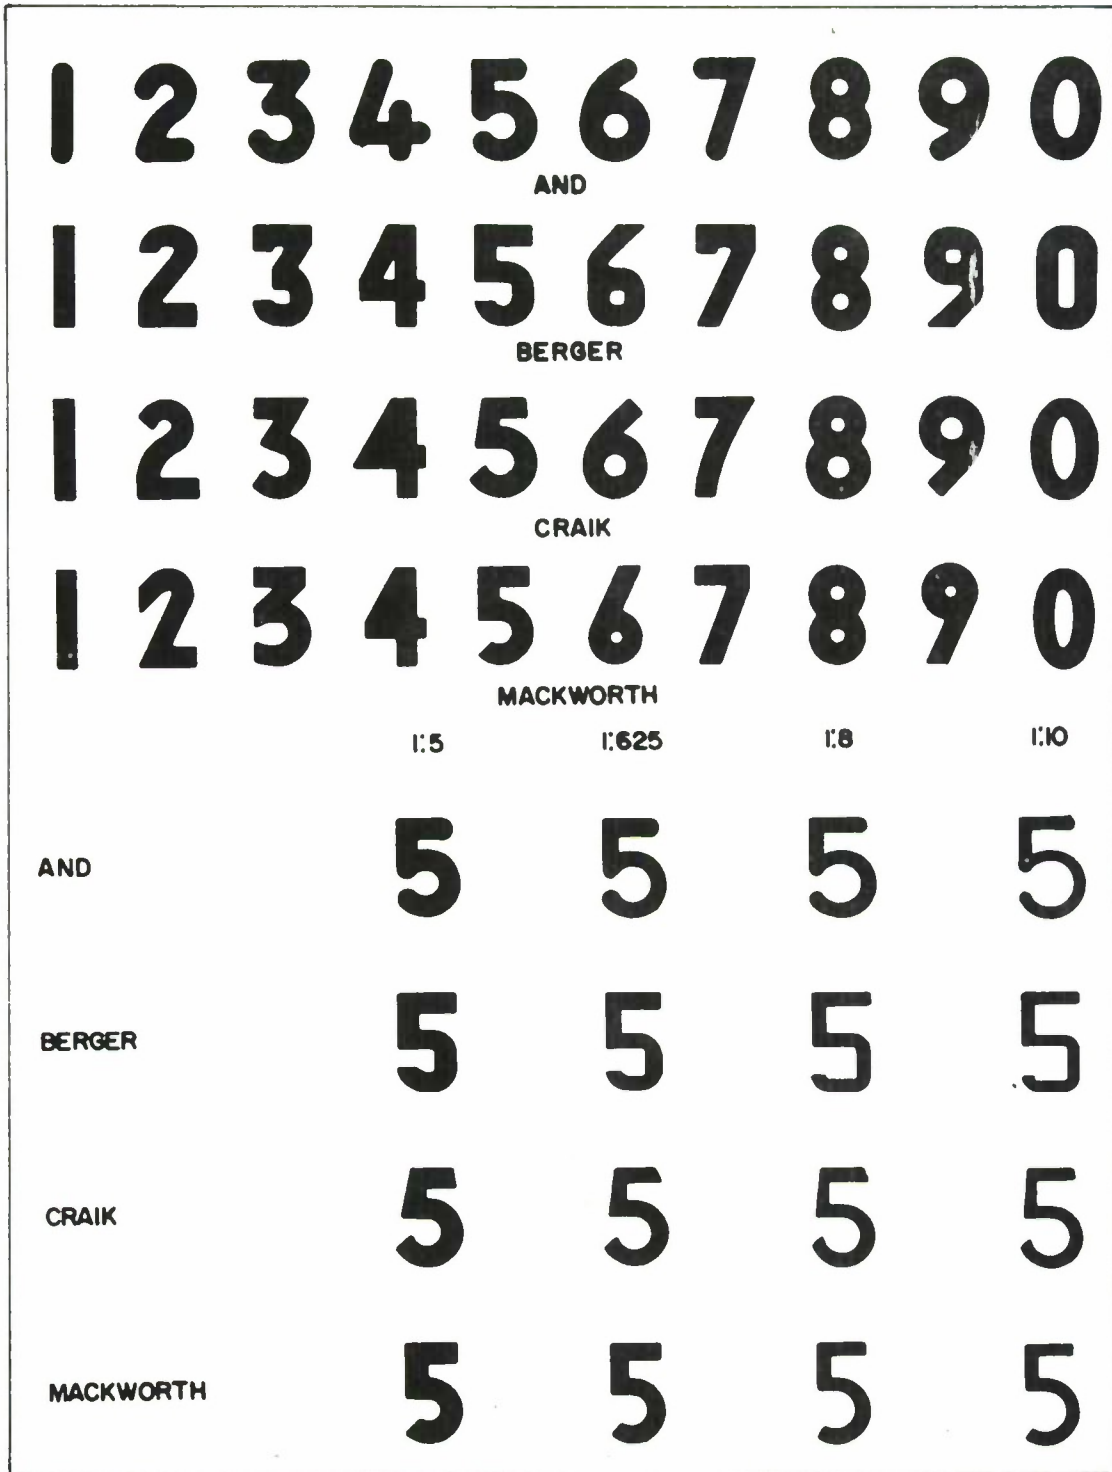 1 2 3 4 5 6 7 8 9 0
AND
1 2 3 4 5 6 7 8 9 0
BERGER
1 2 3 4 5 6 7 8 9 0
CRAIK
1 2 3 4 5 6 7 8 9 0
MACKWORTH
1:5 1:625 1:8 1:10
AND 5 5 5 5
BERGER 5 5 5 5
CRAIK 5 5 5 5
MACKWORTH 5 5 5 5